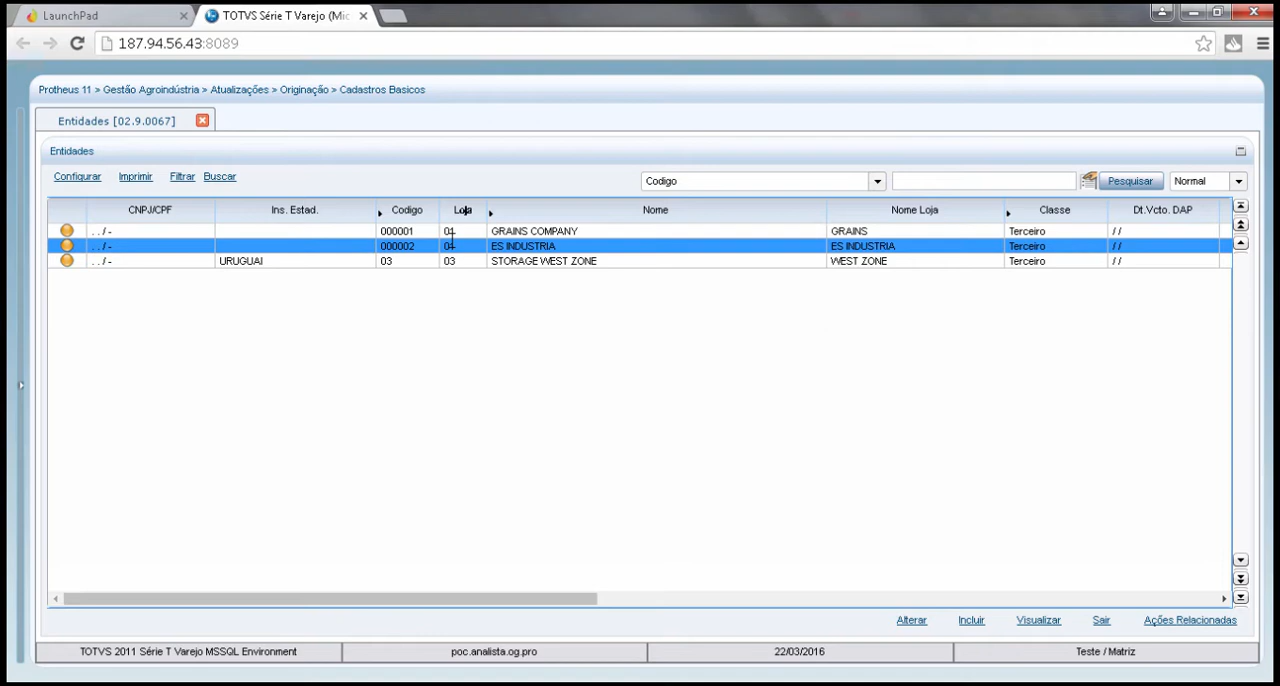 LaunchPad TOTVS Série T Varejo (Mic
187.94.56.43:8089
Protheus 11 > Gestão Agroindústria > Atualizações > Originação > Cadastros Basicos
Entidades [02.9.0067]
Entidades
Configurar Imprimir Filtrar Buscar Codigo Pesquisar Normal
CNPJ/CPF Ins. Estad. Codigo Loja Nome Nome Loja Classe Dt.Vcto. DAP
. . / - 000001 01 GRAINS COMPANY GRAINS Terceiro / /
. . / - 000002 ES INDUSTRIA ES INDUSTRIA Terceiro / /
. . / - URUGUAI 03 03 STORAGE WEST ZONE WEST ZONE Terceiro / /
Alterar Incluir Visualizar Sair Ações Relacionadas
TOTVS 2011 Série T Varejo MSSQL Environment poc.analista.og.pro 22/03/2016 Teste / Matriz